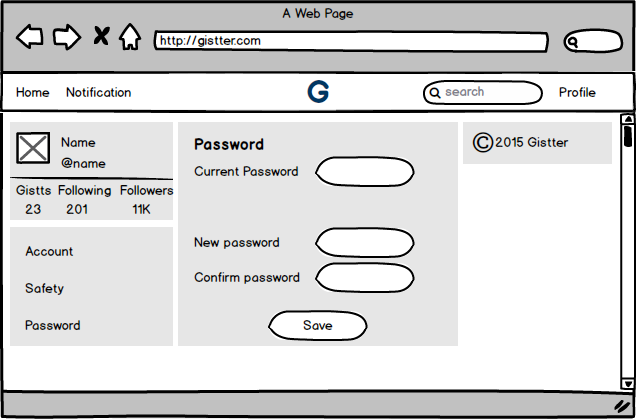 A Web Page
http://gistter.com
Home Notification G search Profile
Name
@name
Gistts Following Followers
23 201 11K
Account
Safety
Password
Password
Current Password
New password
Confirm password
Save
©2015 Gistter